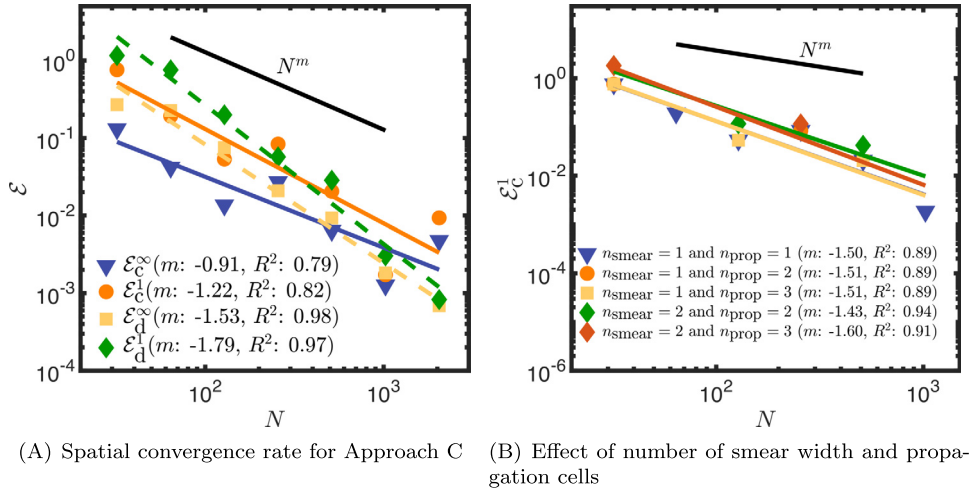 10^0
10^-1
10^-2
10^-3
10^-4
ℰ
N^m
ℰ_c^∞(m: -0.91, R^2: 0.79)
ℰ_c^1(m: -1.22, R^2: 0.82)
ℰ_d^∞(m: -1.53, R^2: 0.98)
ℰ_d^1(m: -1.79, R^2: 0.97)
10^2
10^3
N
(A) Spatial convergence rate for Approach C
10^0
10^-2
10^-4
10^-6
ℰ_c^1
N^m
n_smear = 1 and n_prop = 1 (m: -1.50, R^2: 0.89)
n_smear = 1 and n_prop = 2 (m: -1.51, R^2: 0.89)
n_smear = 1 and n_prop = 3 (m: -1.51, R^2: 0.89)
n_smear = 2 and n_prop = 2 (m: -1.43, R^2: 0.94)
n_smear = 2 and n_prop = 3 (m: -1.60, R^2: 0.91)
10^2
10^3
N
(B) Effect of number of smear width and propa-
gation cells